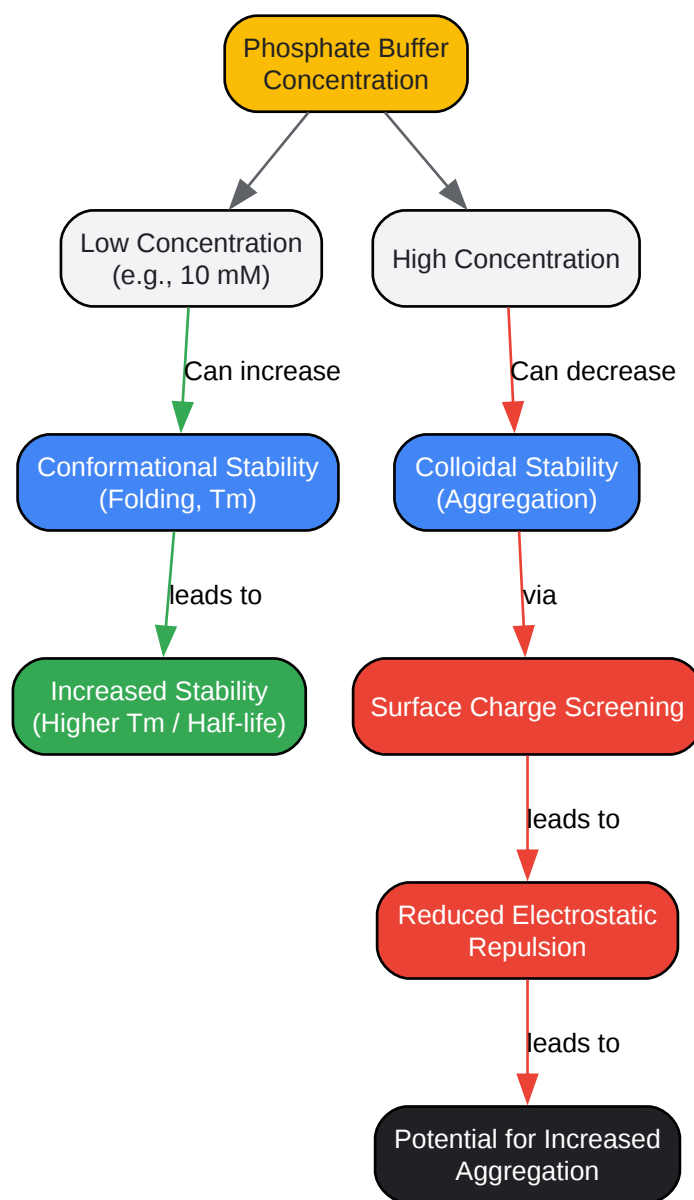 Phosphate Buffer
Concentration
Low Concentration
(e.g., 10 mM)
High Concentration
Can increase
Can decrease
Conformational Stability
(Folding, Tm)
Colloidal Stability
(Aggregation)
leads to
via
Increased Stability
(Higher Tm / Half-life)
Surface Charge Screening
leads to
Reduced Electrostatic
Repulsion
leads to
Potential for Increased
Aggregation